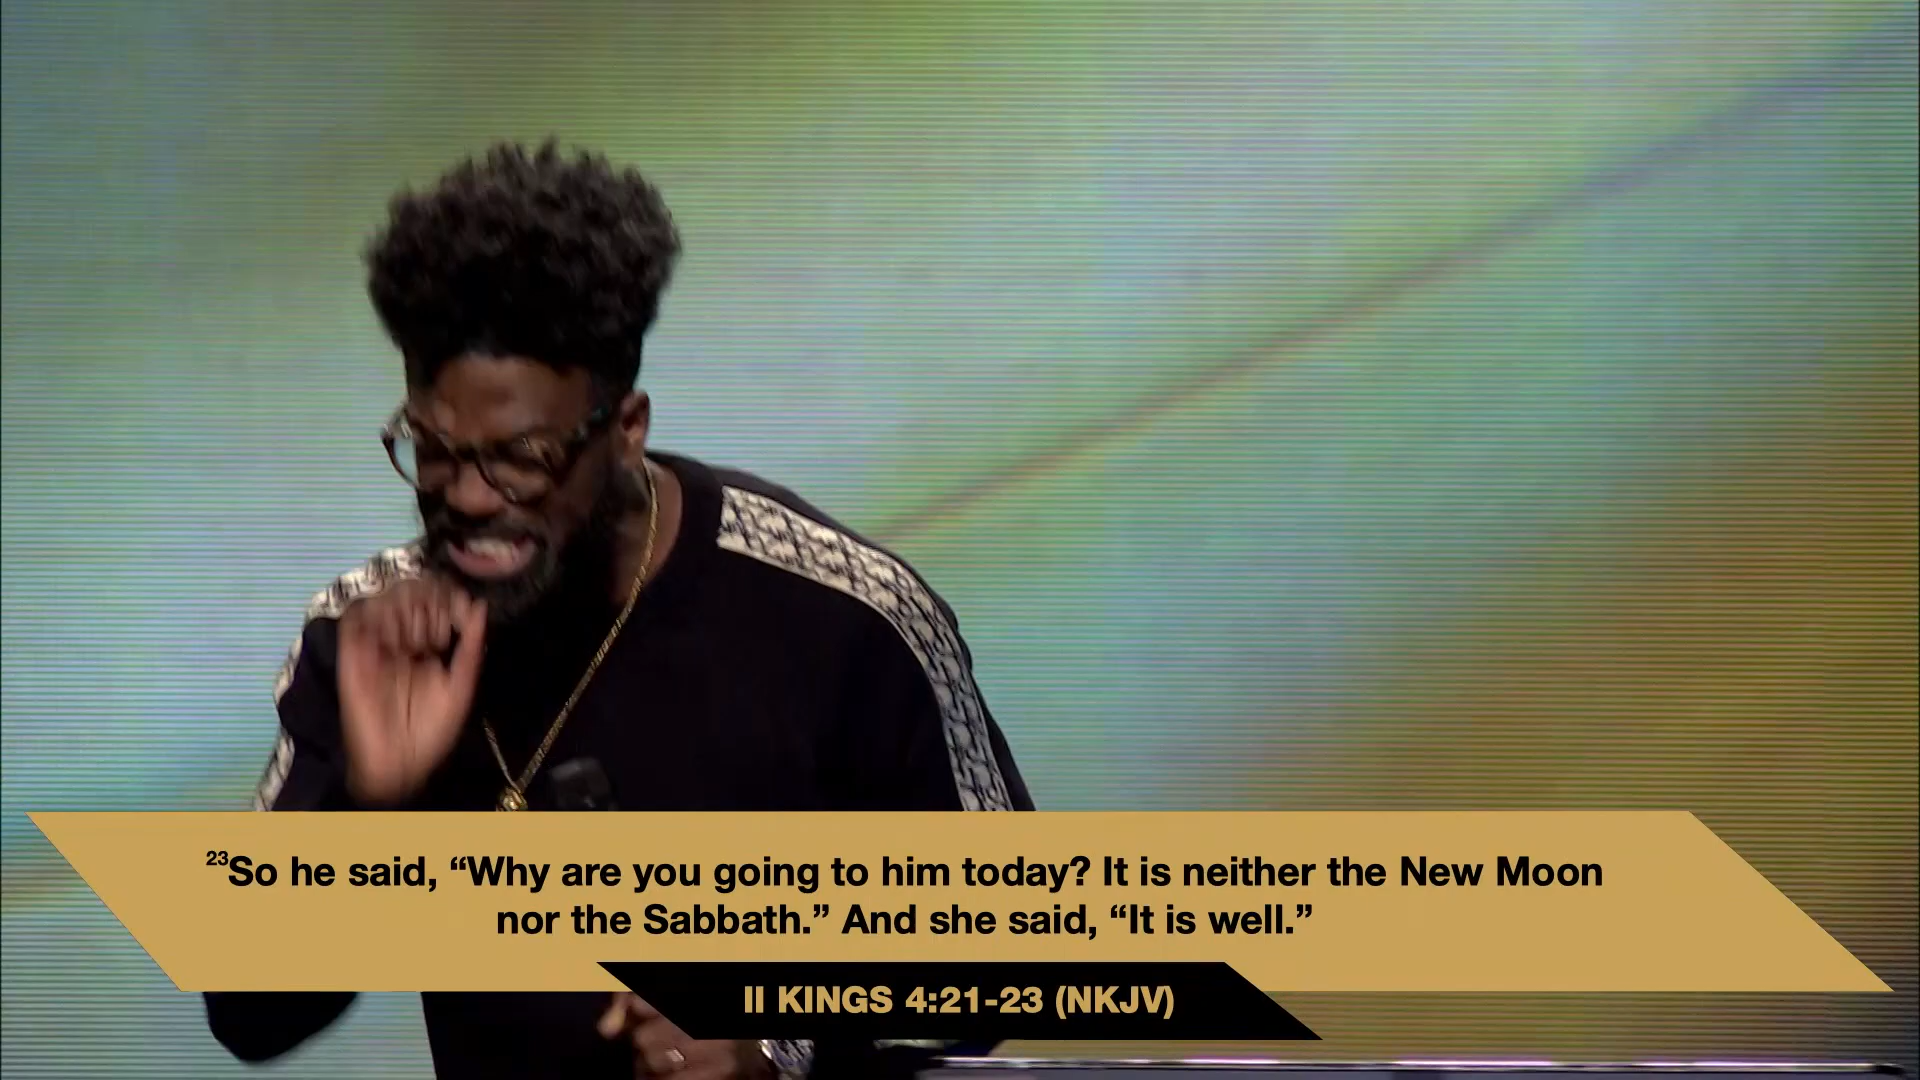 23So he said, “Why are you going to him today? It is neither the New Moon
nor the Sabbath.” And she said, “It is well.”
II KINGS 4:21-23 (NKJV)